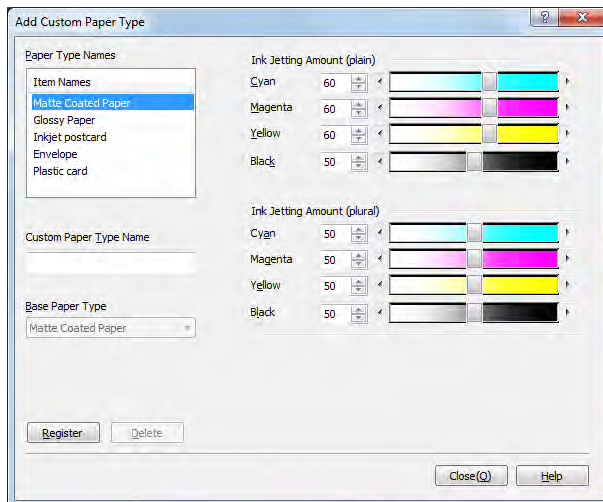 Add Custom Paper Type
Paper Type Names
Item Names
Matte Coated Paper
Glossy Paper
Inkjet postcard
Envelope
Plastic card
Custom Paper Type Name
Base Paper Type
Matte Coated Paper
Register Delete
Ink Jetting Amount (plain)
Cyan 60
Magenta 60
Yellow 60
Black 50
Ink Jetting Amount (plural)
Cyan 50
Magenta 50
Yellow 50
Black 50
Close(O) Help